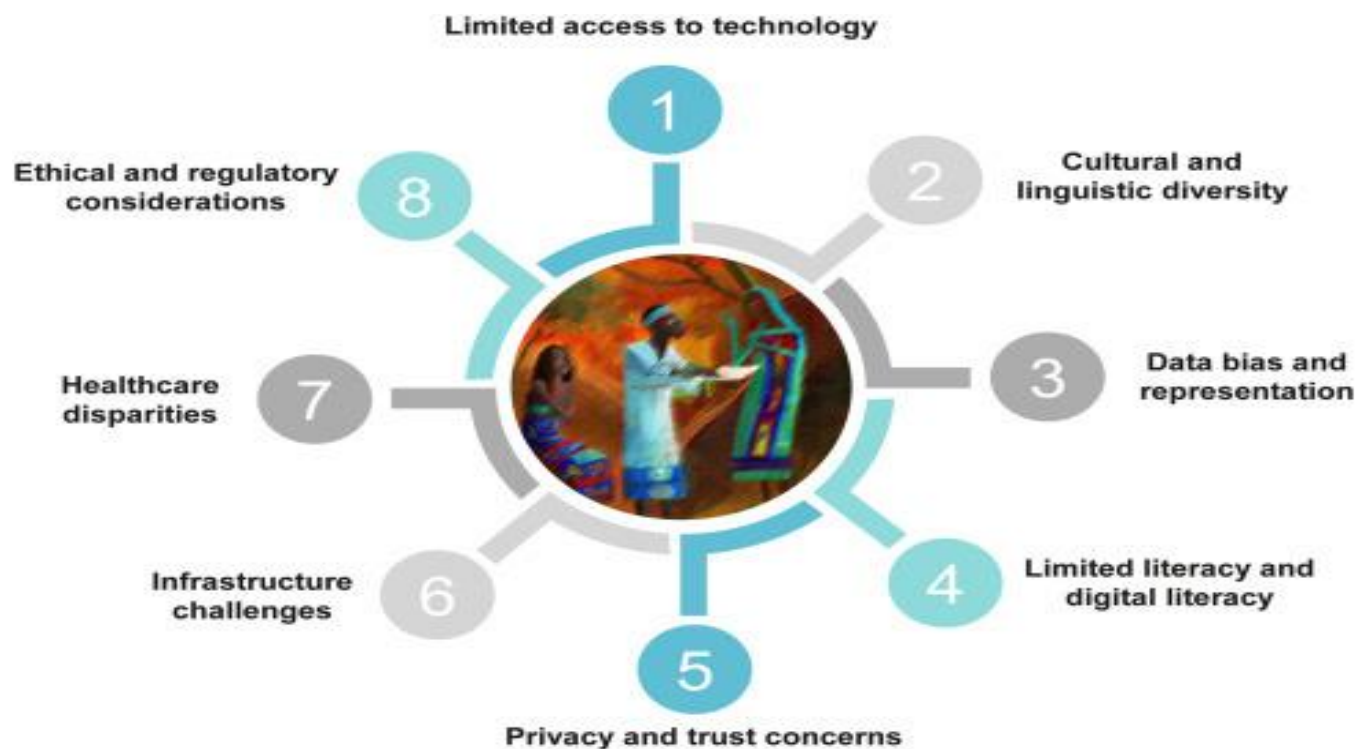 Limited access to technology
1
2
Cultural and
linguistic diversity
3
Data bias and
representation
4
Limited literacy and
digital literacy
5
Privacy and trust concerns
6
Infrastructure
challenges
7
Healthcare
disparities
8
Ethical and regulatory
considerations